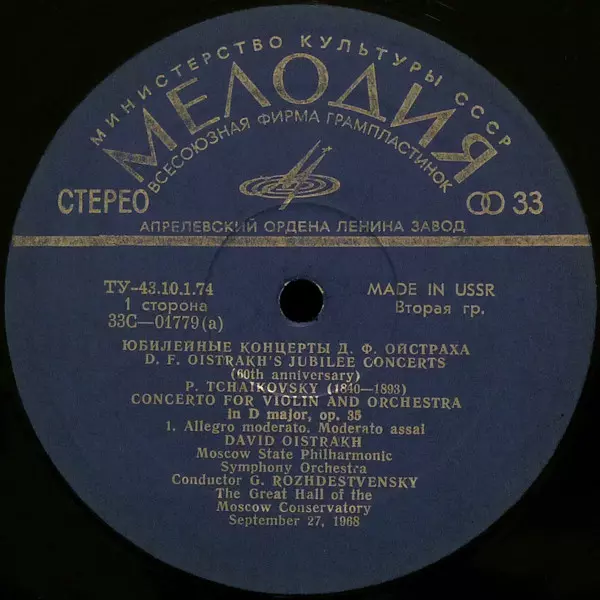 МИНИСТЕРСТВО КУЛЬТУРЫ СССР
МЕЛОДИЯ
ВСЕСОЮЗНАЯ ФИРМА ГРАМПЛАСТИНОК
СТЕРЕО 33
АПРЕЛЕВСКИЙ ОРДЕНА ЛЕНИНА ЗАВОД
ТУ–43.10.1.74 MADE IN USSR
1 сторона Вторая гр.
33С—01779(а)
ЮБИЛЕЙНЫЕ КОНЦЕРТЫ Д. Ф. ОЙСТРАХА
D. F. OISTRAKH'S JUBILEE CONCERTS
(60th anniversary)
P. TCHAIKOVSKY (1840—1893)
CONCERTO FOR VIOLIN AND ORCHESTRA
in D major, op. 35
1. Allegro moderato. Moderato assai
DAVID OISTRAKH
Moscow State Philharmonic
Symphony Orchestra
Conductor G. ROZHDESTVENSKY
The Great Hall of the
Moscow Conservatory
September 27, 1968